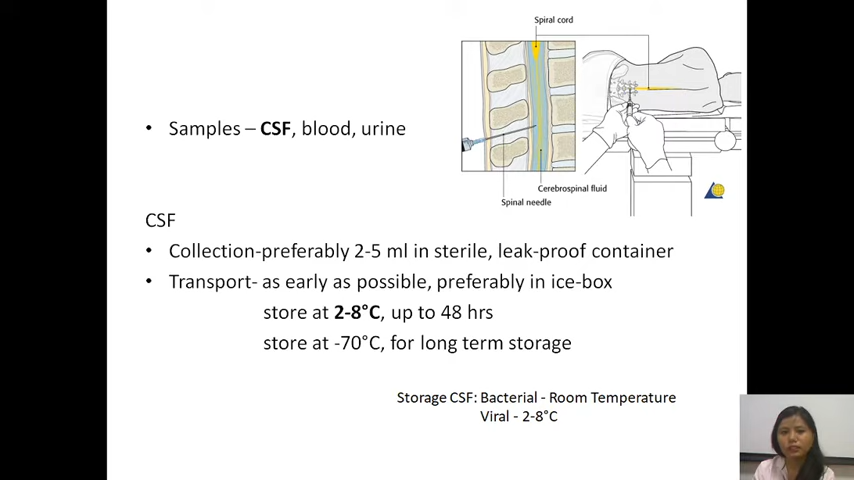 Spinal cord
• Samples – CSF, blood, urine
Cerebrospinal fluid
Spinal needle
CSF
• Collection-preferably 2-5 ml in sterile, leak-proof container
• Transport- as early as possible, preferably in ice-box
store at 2-8°C, up to 48 hrs
store at -70°C, for long term storage
Storage CSF: Bacterial - Room Temperature
Viral - 2-8°C